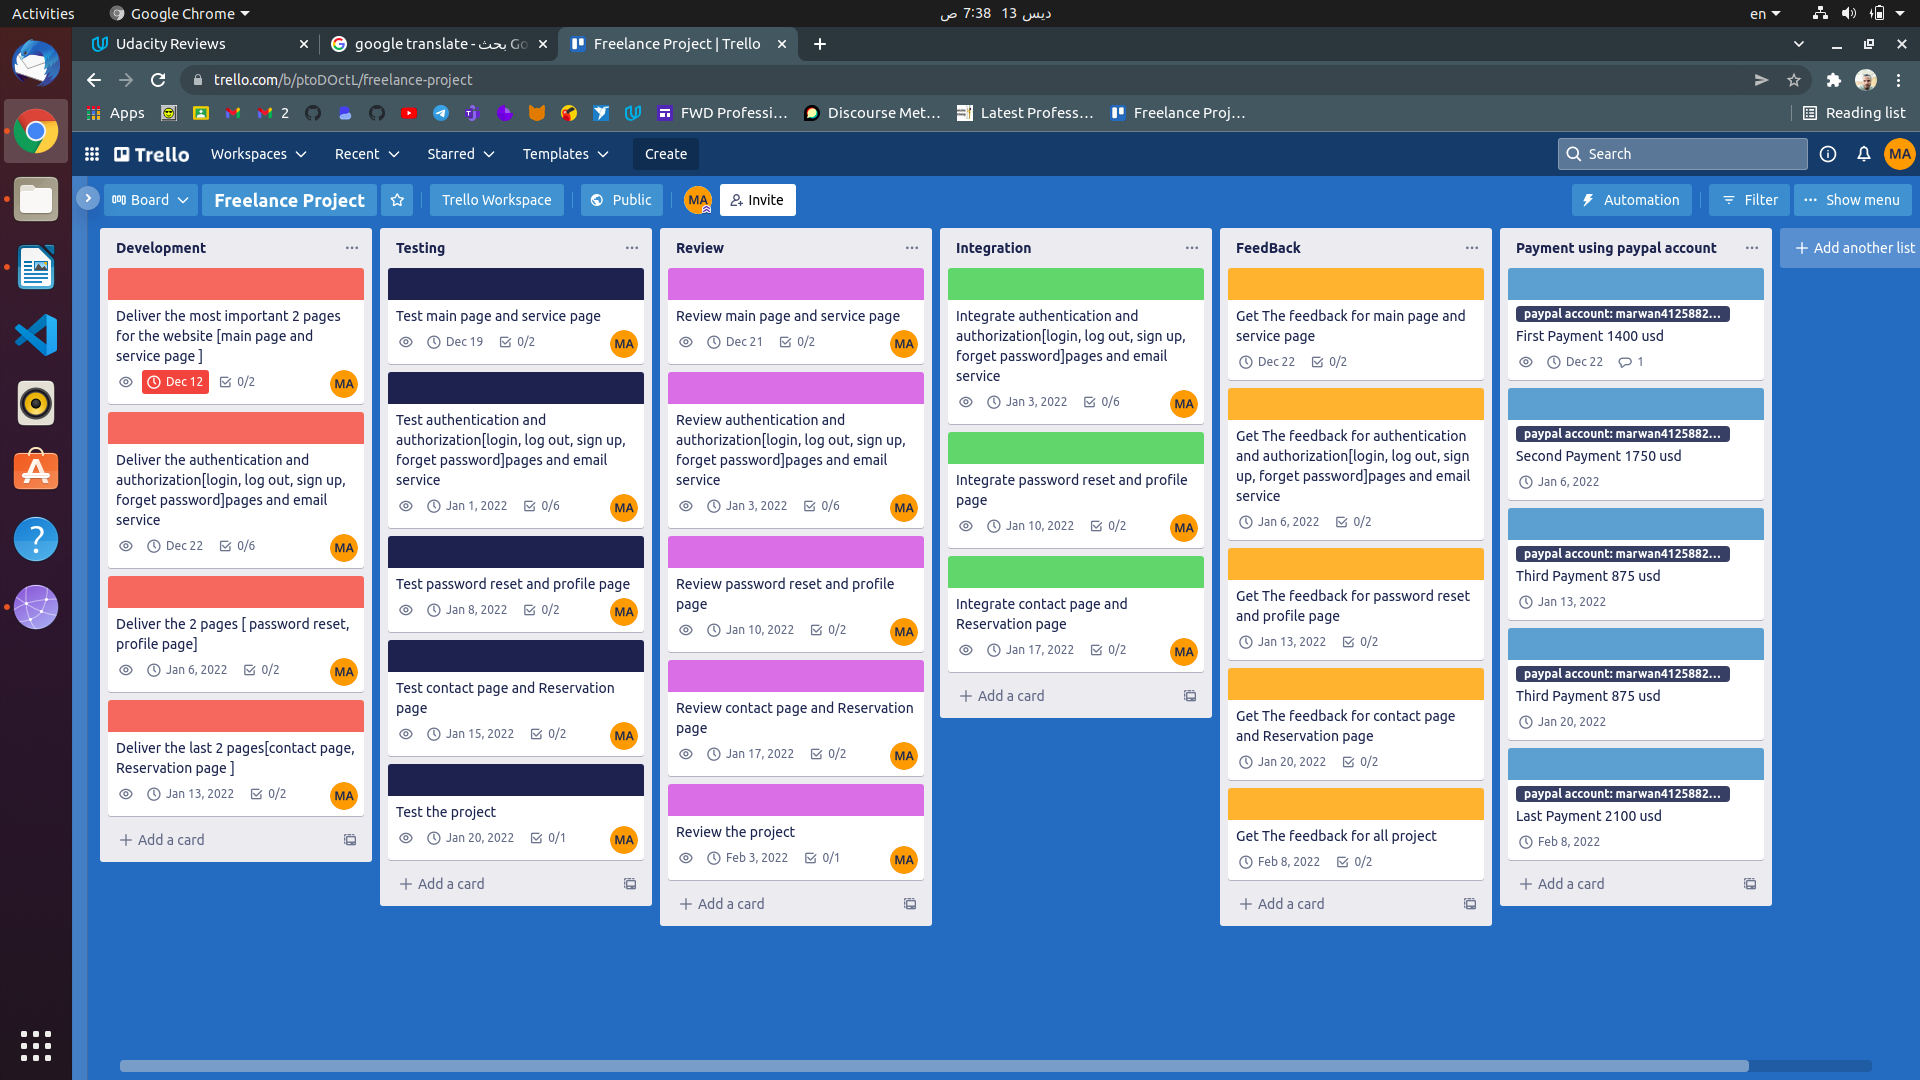 Activities
Google Chrome
ديس 13 7:38 ص
en
Udacity Reviews
google translate - بحث Go
Freelance Project | Trello
trello.com/b/ptoDOctL/freelance-project
Apps
2
FWD Professi…
Discourse Met…
Latest Profess…
Freelance Proj…
Reading list
Trello
Workspaces
Recent
Starred
Templates
Create
Search
MA
Board
Freelance Project
Trello Workspace
Public
MA
Invite
Automation
Filter
Show menu
Development
Deliver the most important 2 pages
for the website [main page and
service page ]
Dec 12
0/2
MA
Deliver the authentication and
authorization[login, log out, sign up,
forget password]pages and email
service
Dec 22
0/6
MA
Deliver the 2 pages [ password reset,
profile page]
Jan 6, 2022
0/2
MA
Deliver the last 2 pages[contact page,
Reservation page ]
Jan 13, 2022
0/2
MA
Add a card
Testing
Test main page and service page
Dec 19
0/2
MA
Test authentication and
authorization[login, log out, sign up,
forget password]pages and email
service
Jan 1, 2022
0/6
MA
Test password reset and profile page
Jan 8, 2022
0/2
MA
Test contact page and Reservation
page
Jan 15, 2022
0/2
MA
Test the project
Jan 20, 2022
0/1
MA
Add a card
Review
Review main page and service page
Dec 21
0/2
MA
Review authentication and
authorization[login, log out, sign up,
forget password]pages and email
service
Jan 3, 2022
0/6
MA
Review password reset and profile
page
Jan 10, 2022
0/2
MA
Review contact page and Reservation
page
Jan 17, 2022
0/2
MA
Review the project
Feb 3, 2022
0/1
MA
Add a card
Integration
Integrate authentication and
authorization[login, log out, sign up,
forget password]pages and email
service
Jan 3, 2022
0/6
MA
Integrate password reset and profile
page
Jan 10, 2022
0/2
MA
Integrate contact page and
Reservation page
Jan 17, 2022
0/2
MA
Add a card
FeedBack
Get The feedback for main page and
service page
Dec 22
0/2
Get The feedback for authentication
and authorization[login, log out, sign
up, forget password]pages and email
service
Jan 6, 2022
0/2
Get The feedback for password reset
and profile page
Jan 13, 2022
0/2
Get The feedback for contact page
and Reservation page
Jan 20, 2022
0/2
Get The feedback for all project
Feb 8, 2022
0/2
Add a card
Payment using paypal account
paypal account: marwan4125882...
First Payment 1400 usd
Dec 22
1
paypal account: marwan4125882...
Second Payment 1750 usd
Jan 6, 2022
paypal account: marwan4125882...
Third Payment 875 usd
Jan 13, 2022
paypal account: marwan4125882...
Third Payment 875 usd
Jan 20, 2022
paypal account: marwan4125882...
Last Payment 2100 usd
Feb 8, 2022
Add a card
Add another list